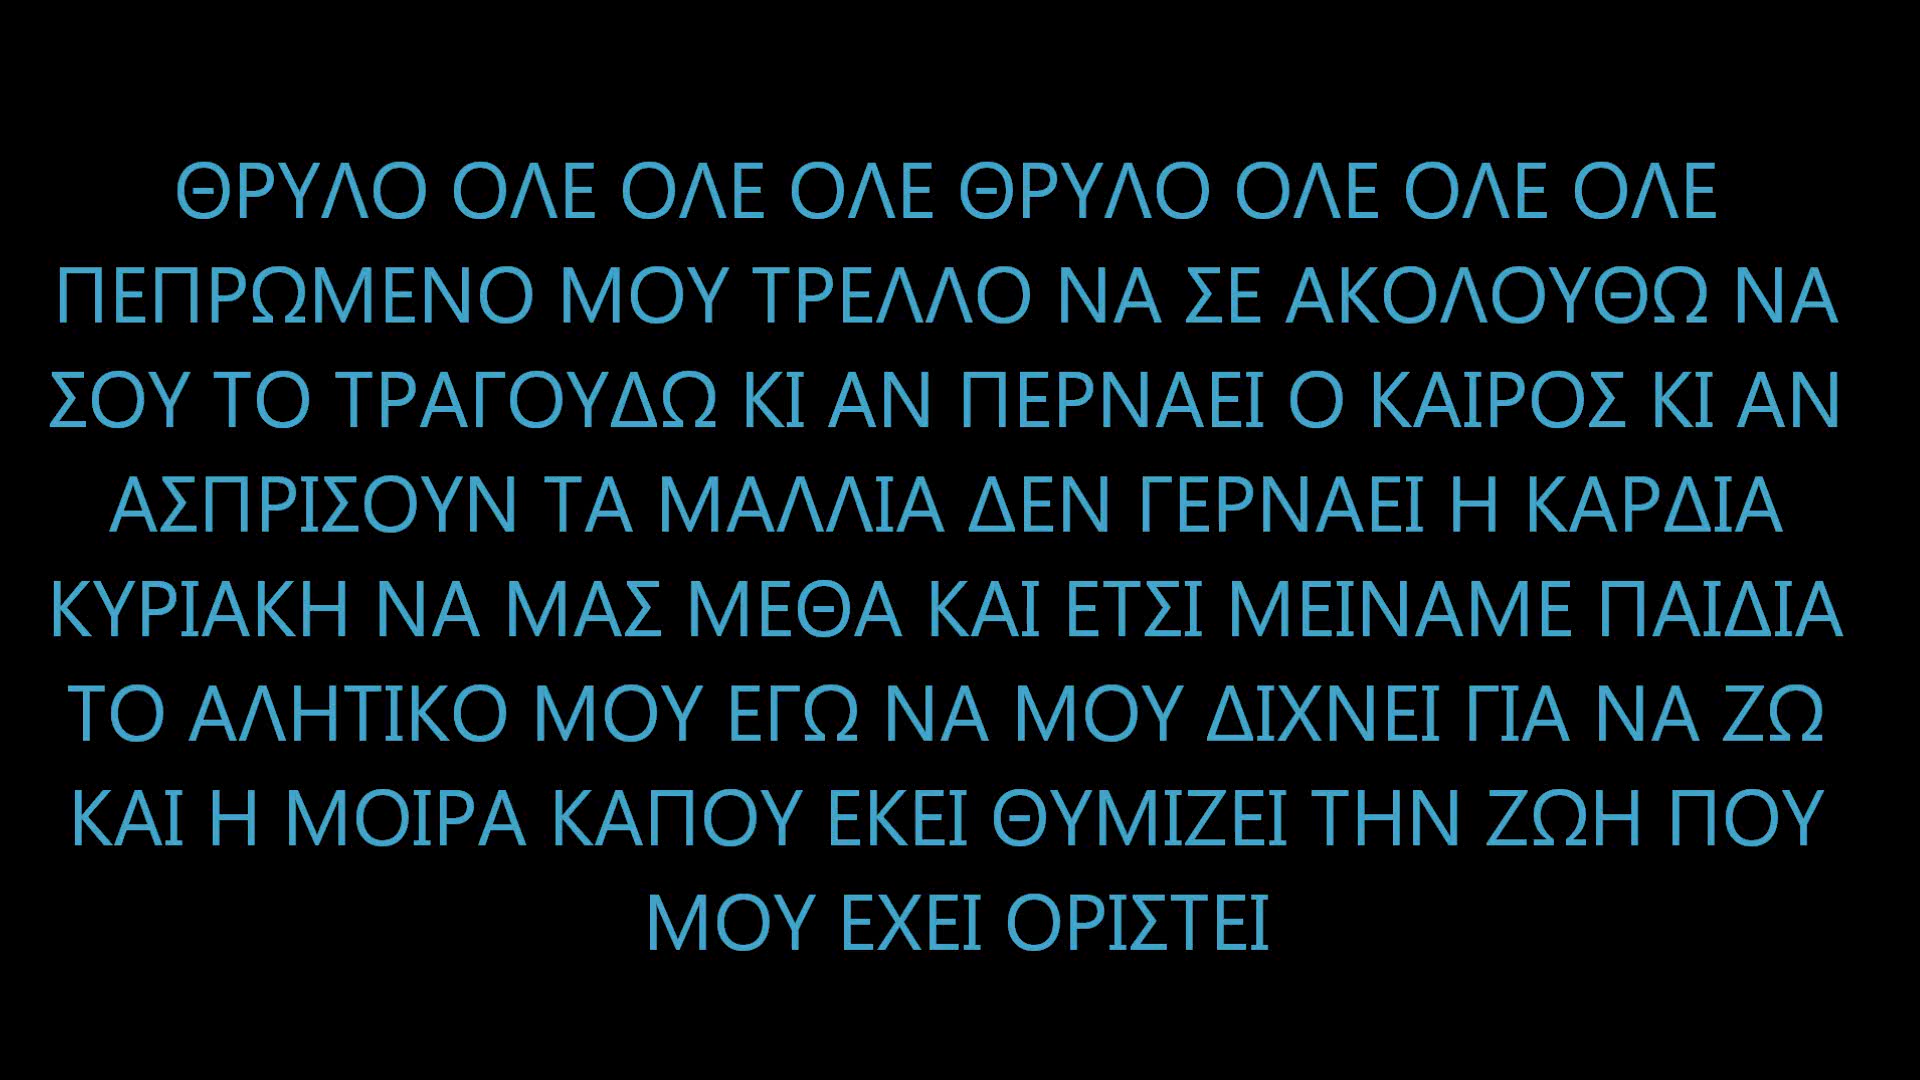 ΘΡΥΛΟ ΟΛΕ ΟΛΕ ΟΛΕ ΘΡΥΛΟ ΟΛΕ ΟΛΕ ΟΛΕ
ΠΕΠΡΩΜΕΝΟ ΜΟΥ ΤΡΕΛΛΟ ΝΑ ΣΕ ΑΚΟΛΟΥΘΩ ΝΑ
ΣΟΥ ΤΟ ΤΡΑΓΟΥΔΩ ΚΙ ΑΝ ΠΕΡΝΑΕΙ Ο ΚΑΙΡΟΣ ΚΙ ΑΝ
ΑΣΠΡΙΣΟΥΝ ΤΑ ΜΑΛΛΙΑ ΔΕΝ ΓΕΡΝΑΕΙ Η ΚΑΡΔΙΑ
ΚΥΡΙΑΚΗ ΝΑ ΜΑΣ ΜΕΘΑ ΚΑΙ ΕΤΣΙ ΜΕΙΝΑΜΕ ΠΑΙΔΙΑ
ΤΟ ΑΛΗΤΙΚΟ ΜΟΥ ΕΓΩ ΝΑ ΜΟΥ ΔΙΧΝΕΙ ΓΙΑ ΝΑ ΖΩ
ΚΑΙ Η ΜΟΙΡΑ ΚΑΠΟΥ ΕΚΕΙ ΘΥΜΙΖΕΙ ΤΗΝ ΖΩΗ ΠΟΥ
ΜΟΥ ΕΧΕΙ ΟΡΙΣΤΕΙ